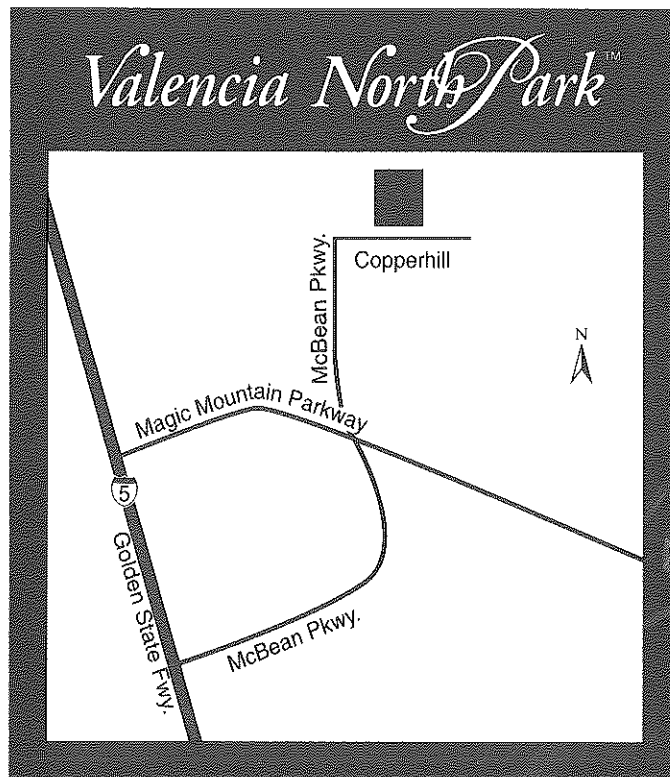 Valencia NorthPark™
McBean Pkwy.
Copperhill
N
Magic Mountain Parkway
5
Golden State Fwy.
McBean Pkwy.